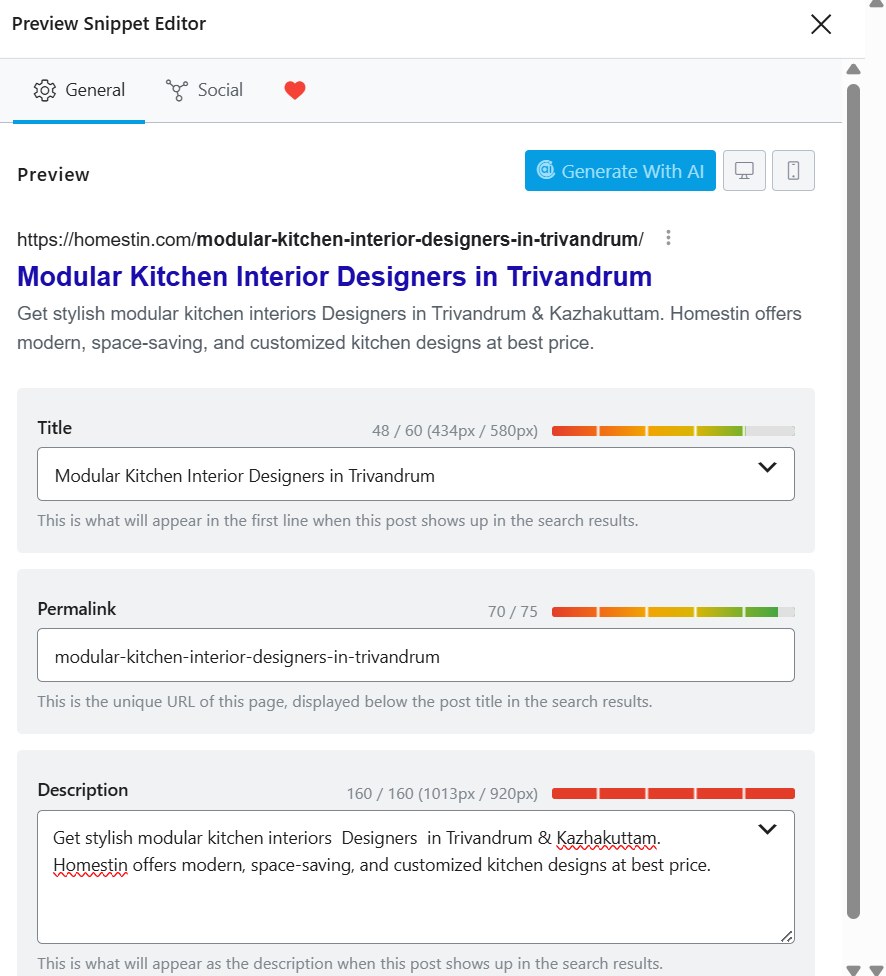 Preview Snippet Editor
General
Social
Preview
Generate With AI
https://homestin.com/modular-kitchen-interior-designers-in-trivandrum/
Modular Kitchen Interior Designers in Trivandrum
Get stylish modular kitchen interiors Designers in Trivandrum & Kazhakuttam. Homestin offers
modern, space-saving, and customized kitchen designs at best price.
Title
48 / 60 (434px / 580px)
Modular Kitchen Interior Designers in Trivandrum
This is what will appear in the first line when this post shows up in the search results.
Permalink
70 / 75
modular-kitchen-interior-designers-in-trivandrum
This is the unique URL of this page, displayed below the post title in the search results.
Description
160 / 160 (1013px / 920px)
Get stylish modular kitchen interiors  Designers  in Trivandrum & Kazhakuttam.
Homestin offers modern, space-saving, and customized kitchen designs at best price.
This is what will appear as the description when this post shows up in the search results.